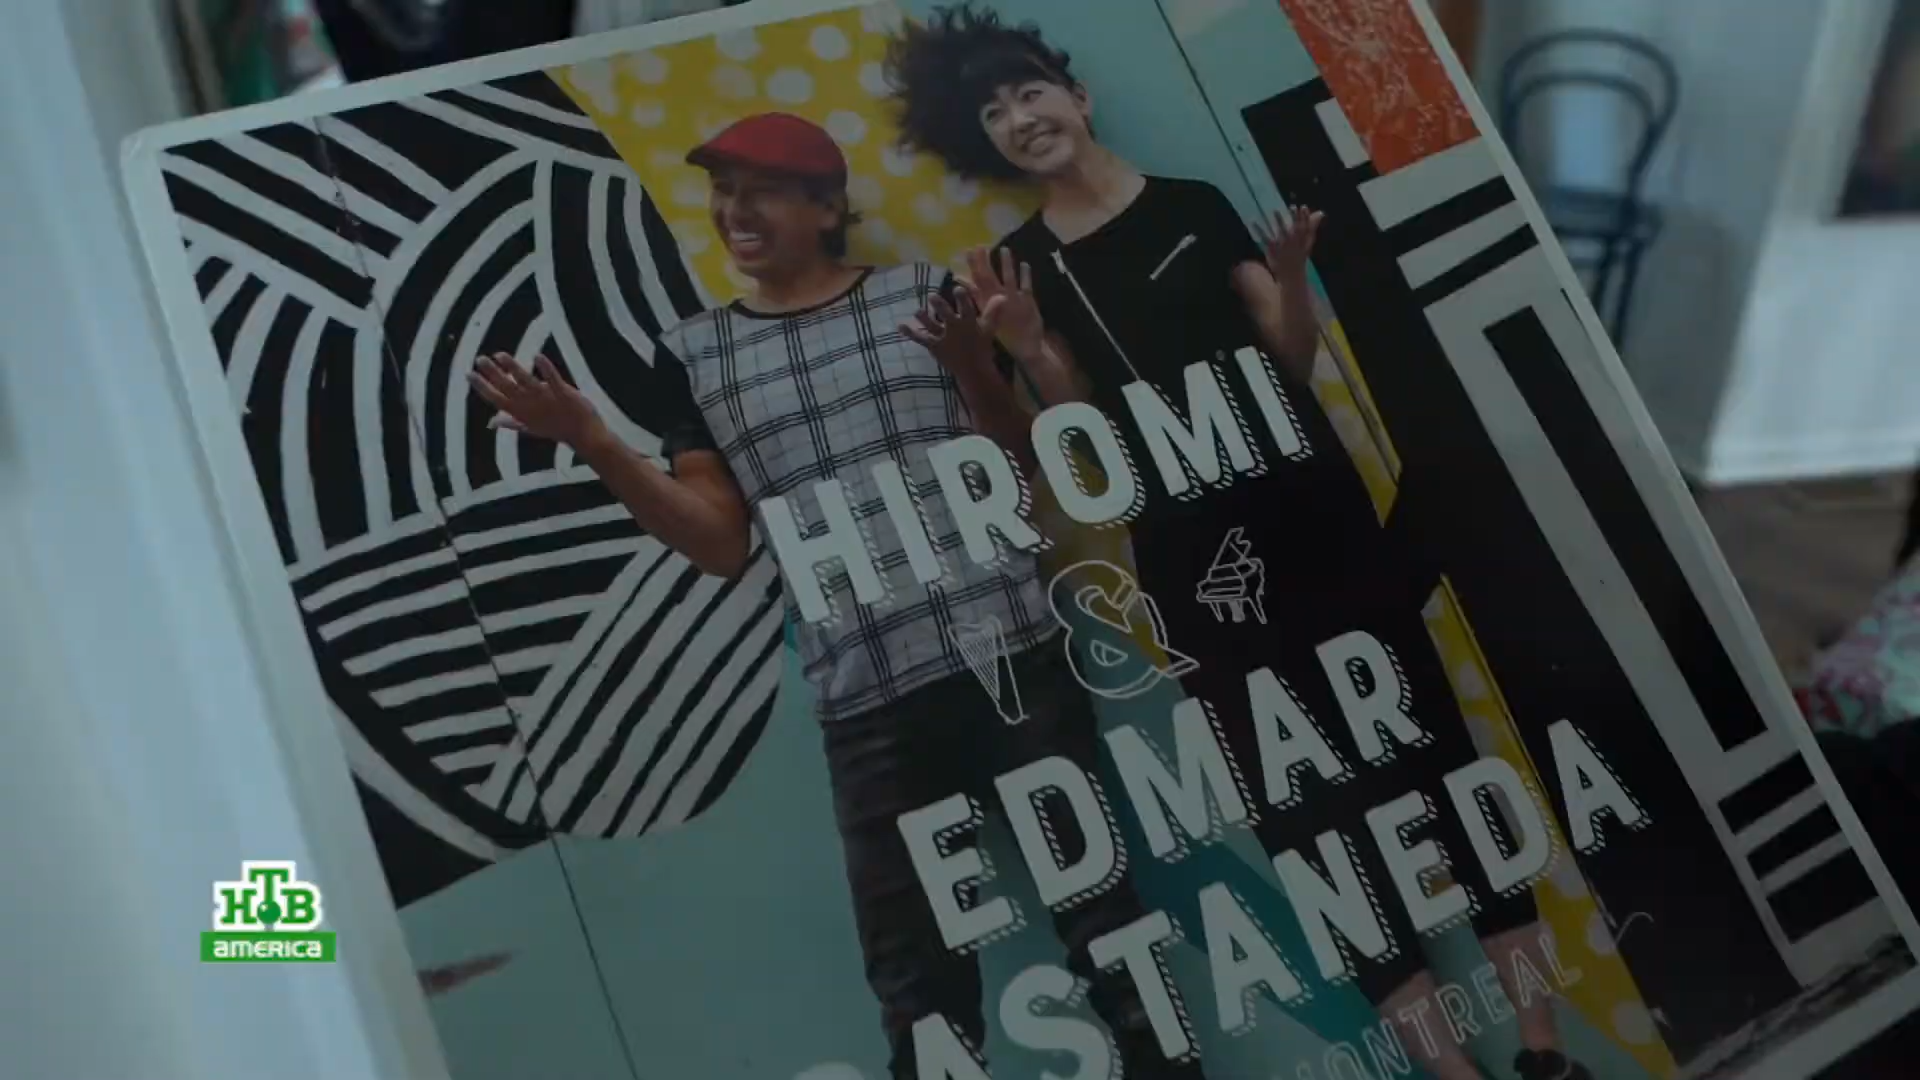 HIROMI
&
EDMAR
CASTANEDA
MONTREAL
НТВ
america